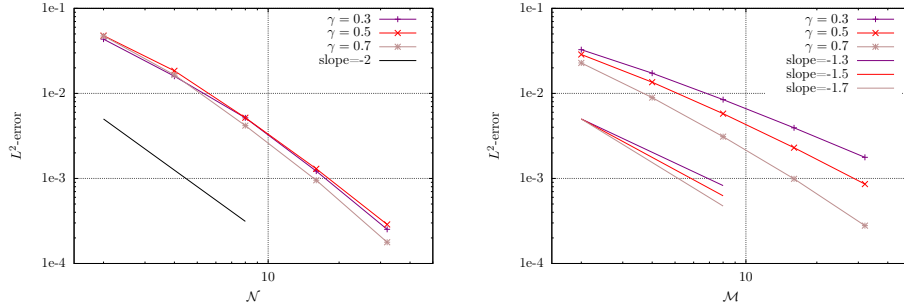 1e-1
1e-2
1e-3
1e-4
10
L²-error
𝒩
γ = 0.3
γ = 0.5
γ = 0.7
slope=-2
1e-1
1e-2
1e-3
1e-4
10
L²-error
ℳ
γ = 0.3
γ = 0.5
γ = 0.7
slope=-1.3
slope=-1.5
slope=-1.7